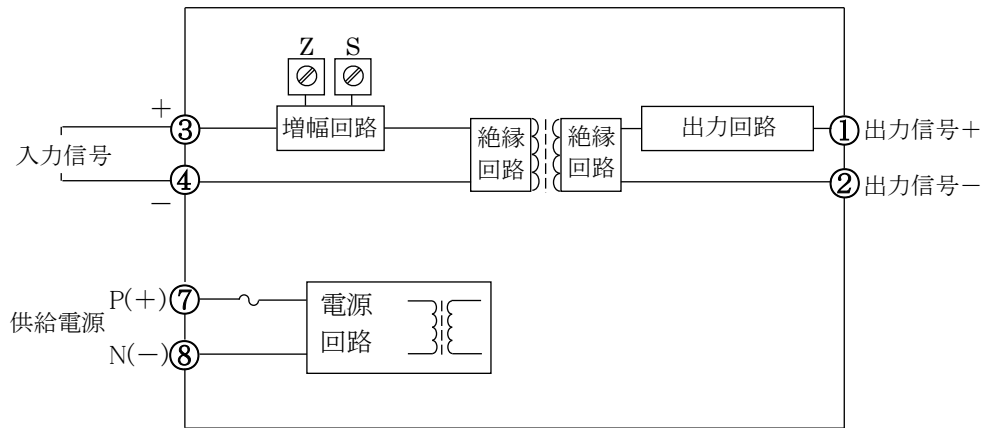 Z S
+
③ 増幅回路
入力信号
④
−
絶縁
回路
絶縁
回路
出力回路
① 出力信号+
② 出力信号−
供給電源
P(+) ⑦
N(−) ⑧
電源
回路